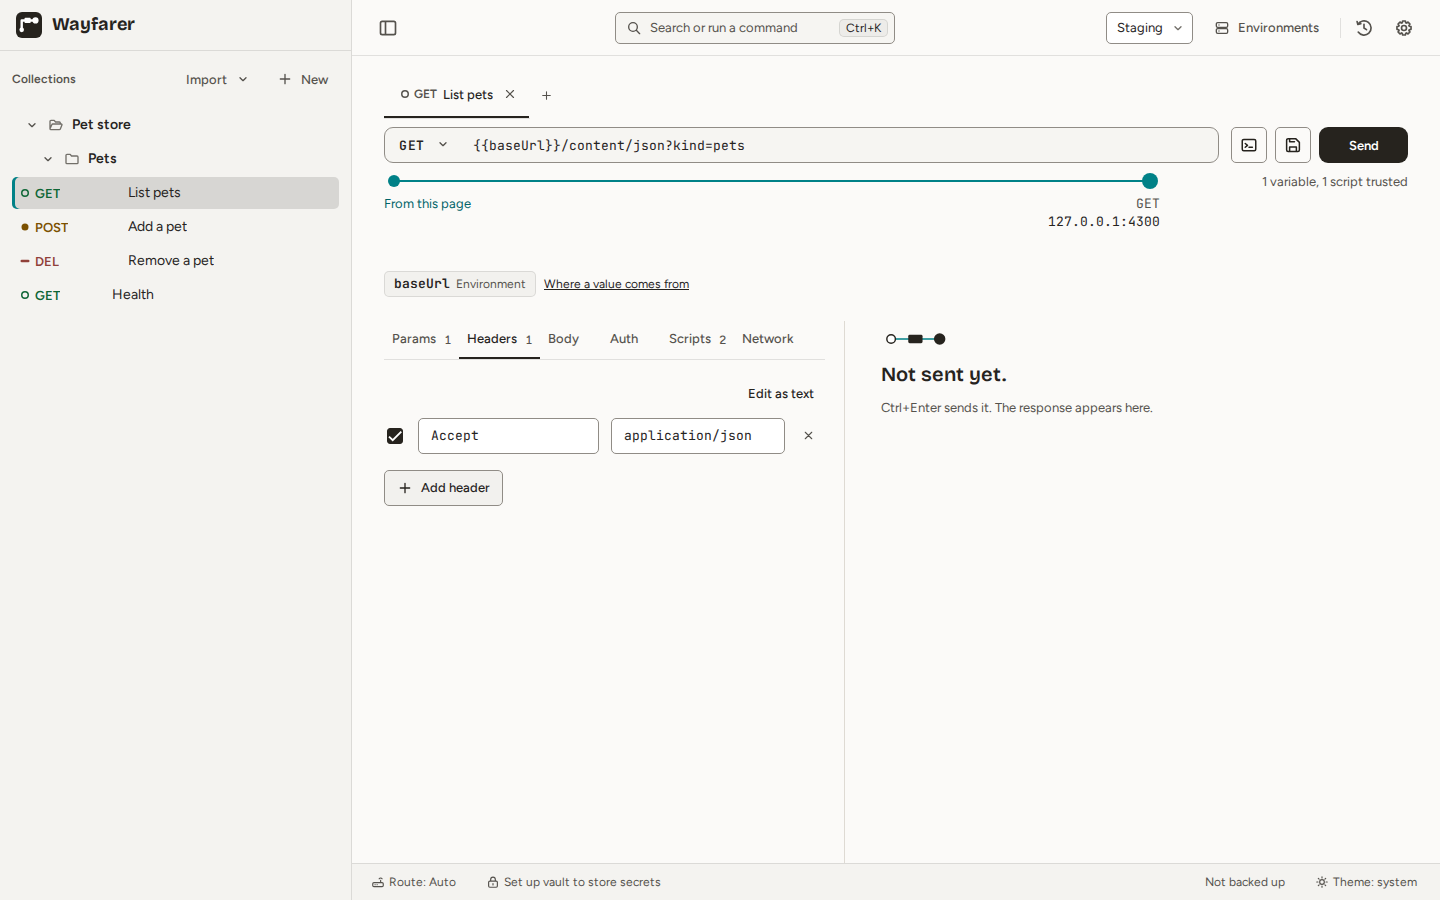 Wayfarer
Search or run a command Ctrl+K
Staging
Environments
Collections
Import
New
Pet store
Pets
GET List pets
POST Add a pet
DEL Remove a pet
GET Health
GET List pets
GET {{baseUrl}}/content/json?kind=pets
Send
From this page
GET
127.0.0.1:4300
1 variable, 1 script trusted
baseUrl Environment
Where a value comes from
Params 1 Headers 1 Body Auth Scripts 2 Network
Edit as text
Accept application/json
Add header
Not sent yet.
Ctrl+Enter sends it. The response appears here.
Route: Auto
Set up vault to store secrets
Not backed up
Theme: system